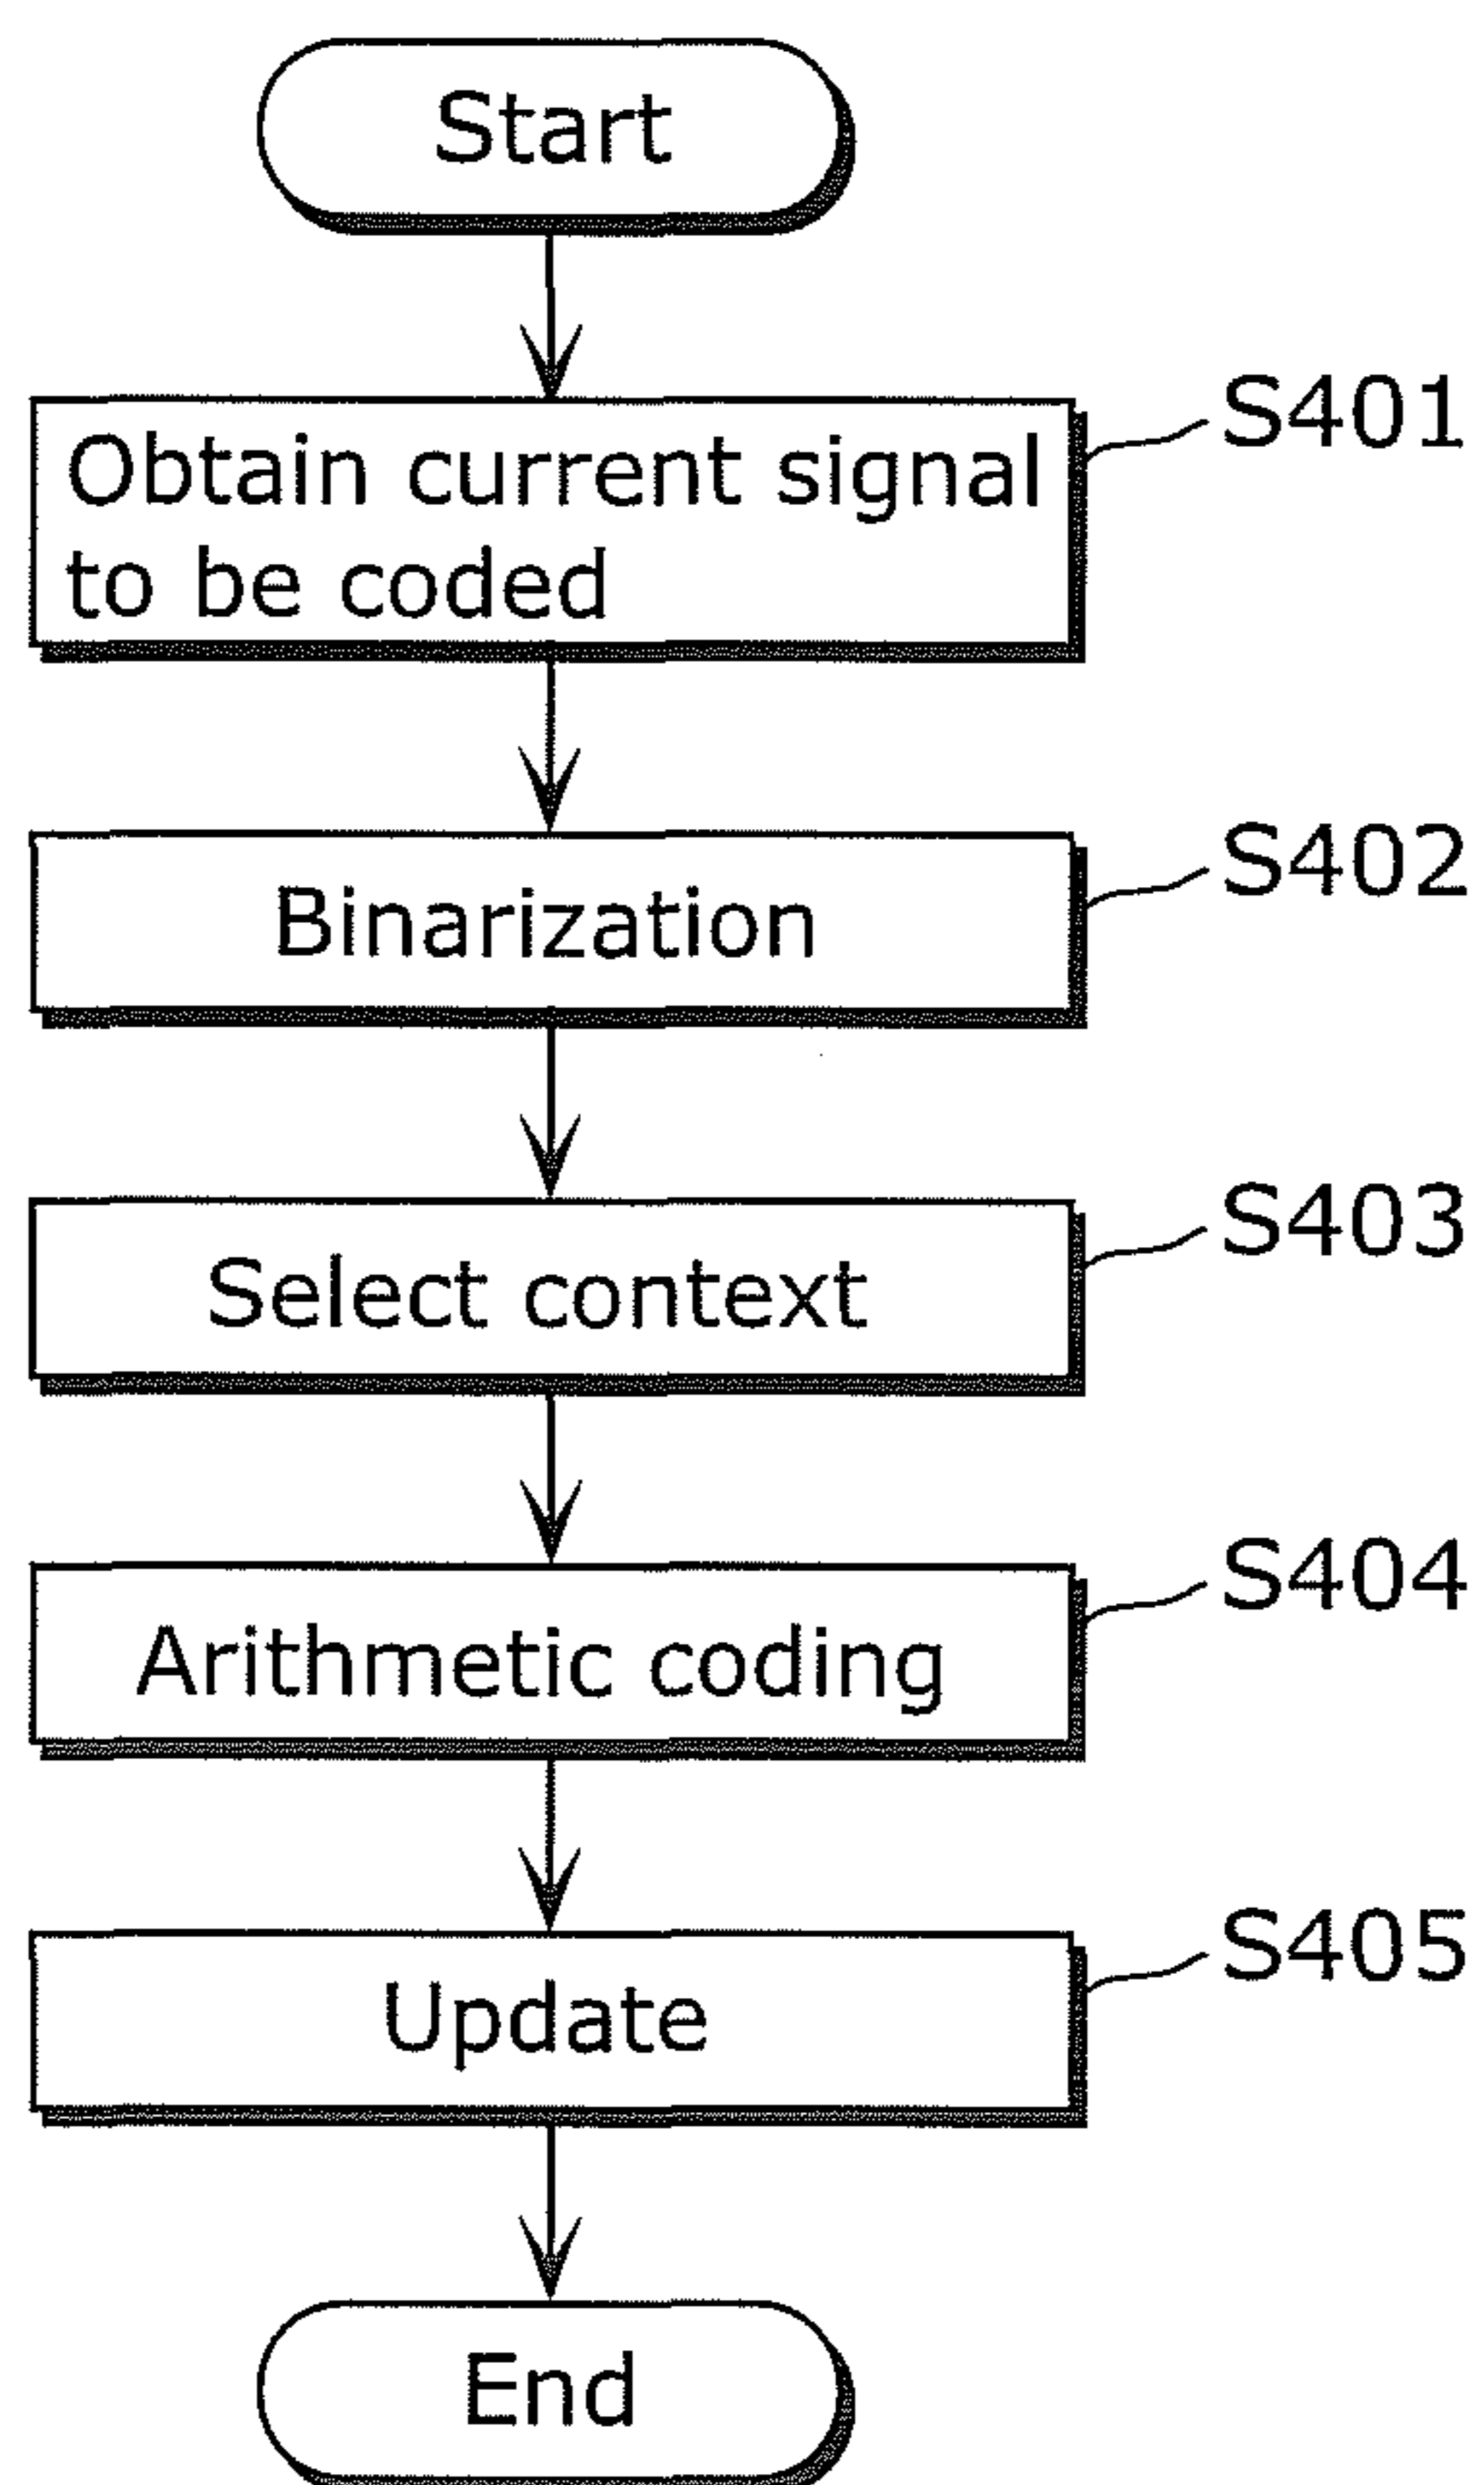 Start
Obtain current signal
to be coded
S401
Binarization
S402
Select context
S403
Arithmetic coding
S404
Update
S405
End